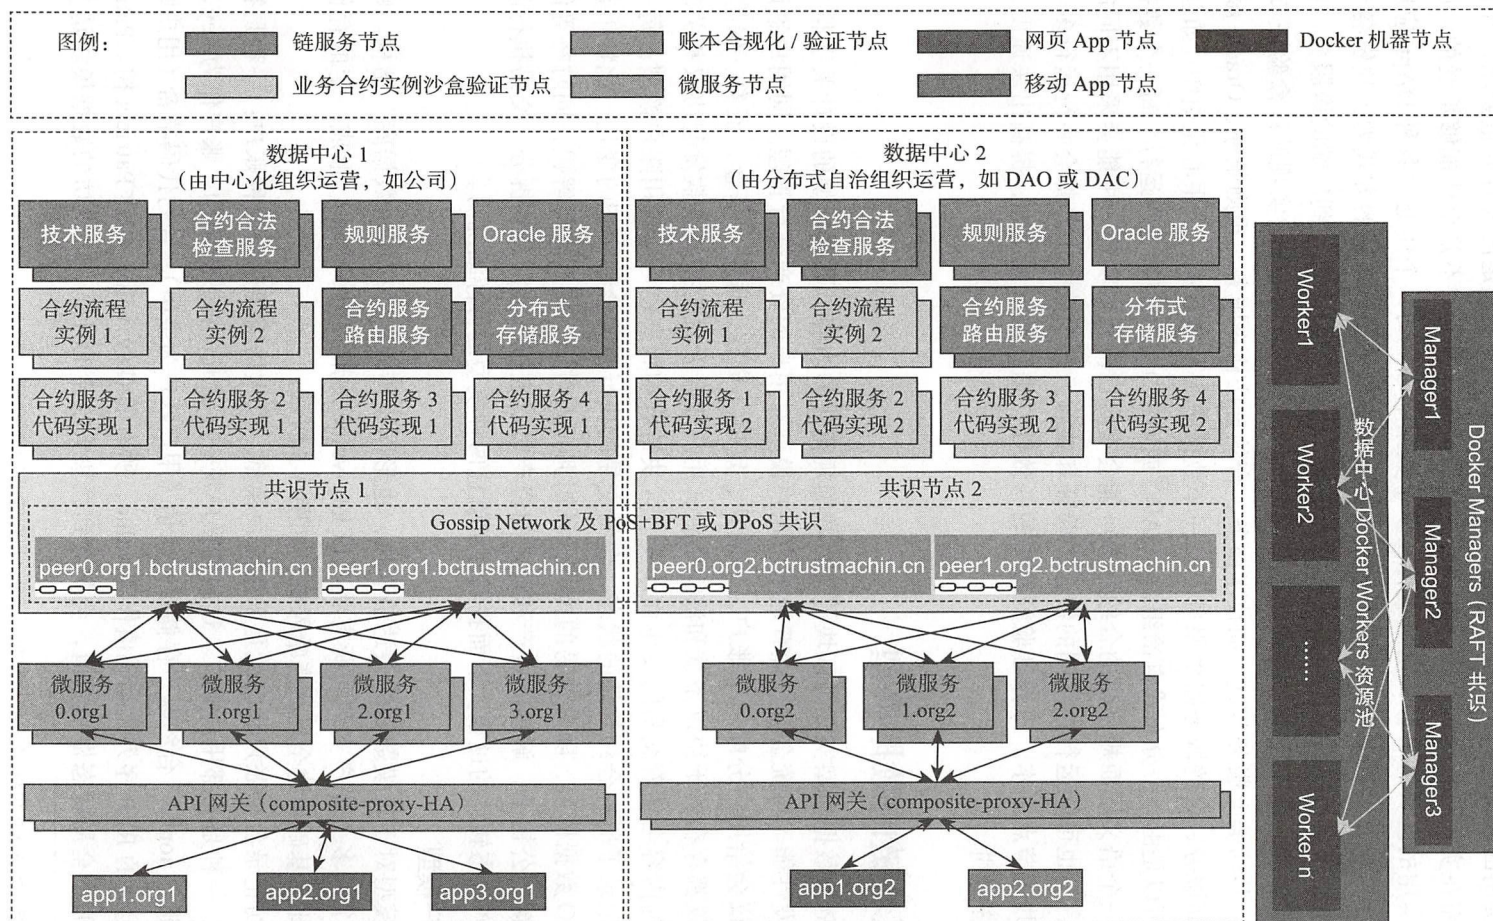 图例：
链服务节点
账本合规化 / 验证节点
网页 App 节点
Docker 机器节点
业务合约实例沙盒验证节点
微服务节点
移动 App 节点
数据中心 1
（由中心化组织运营，如公司）
技术服务
合约合法
检查服务
规则服务
Oracle 服务
合约流程
实例 1
合约流程
实例 2
合约服务
路由服务
分布式
存储服务
合约服务 1
代码实现 1
合约服务 2
代码实现 1
合约服务 3
代码实现 1
合约服务 4
代码实现 1
数据中心 2
（由分布式自治组织运营，如 DAO 或 DAC）
技术服务
合约合法
检查服务
规则服务
Oracle 服务
合约流程
实例 1
合约流程
实例 2
合约服务
路由服务
分布式
存储服务
合约服务 1
代码实现 2
合约服务 2
代码实现 2
合约服务 3
代码实现 2
合约服务 4
代码实现 2
共识节点 1
共识节点 2
Gossip Network 及 PoS+BFT 或 DPoS 共识
peer0.org1.bctrustmachin.cn
peer1.org1.bctrustmachin.cn
peer0.org2.bctrustmachin.cn
peer1.org2.bctrustmachin.cn
微服务
0.org1
微服务
1.org1
微服务
2.org1
微服务
3.org1
微服务
0.org2
微服务
1.org2
微服务
2.org2
API 网关（composite-proxy-HA）
API 网关（composite-proxy-HA）
app1.org1
app2.org1
app3.org1
app1.org2
app2.org2
Worker1
Worker2
……
Worker n
数据中心 Docker Workers 资源池
Manager1
Manager2
Manager3
Docker Managers（RAFT 共识）